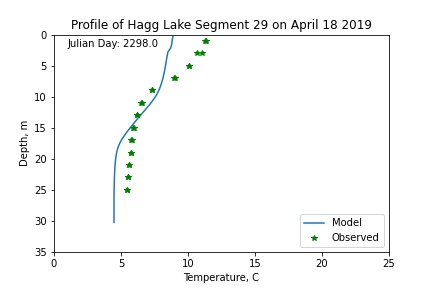 Profile of Hagg Lake Segment 29 on April 18 2019
Julian Day: 2298.0
0
5
10
15
20
25
30
35
Depth, m
0
5
10
15
20
25
Temperature, C
Model
Observed